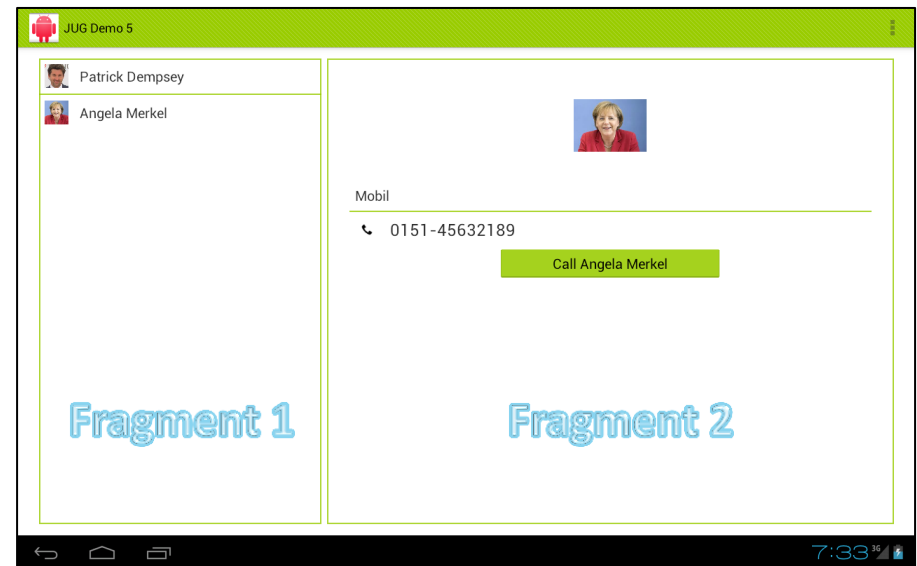 JUG Demo 5
Patrick Dempsey
Angela Merkel
Mobil
0151-45632189
Call Angela Merkel
Fragment 1
Fragment 2
7:33
3G